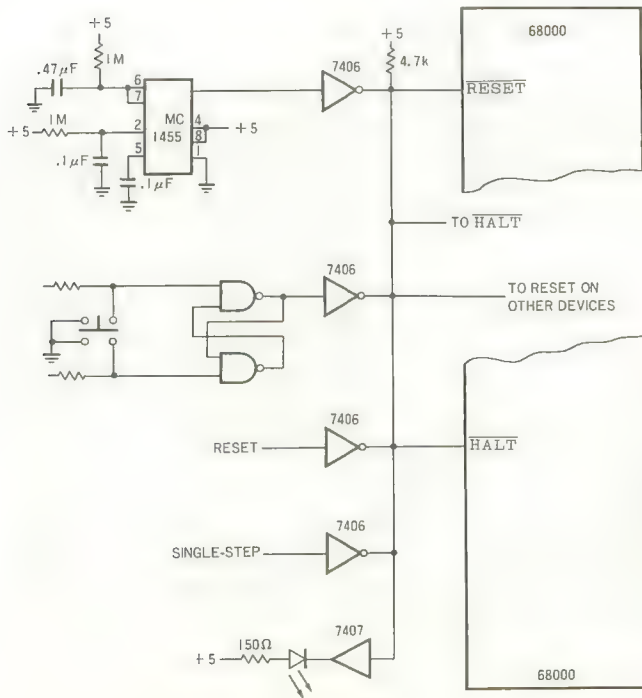 +5
68000
1M
+5
4.7k
.47µF
6
7
7406
RESET
MC
1455
2
4
8
+5
+5
1M
5
1
.1µF
.1µF
TO HALT
7406
TO RESET ON
OTHER DEVICES
7406
RESET
HALT
7406
SINGLE-STEP
7407
150Ω
+5
68000